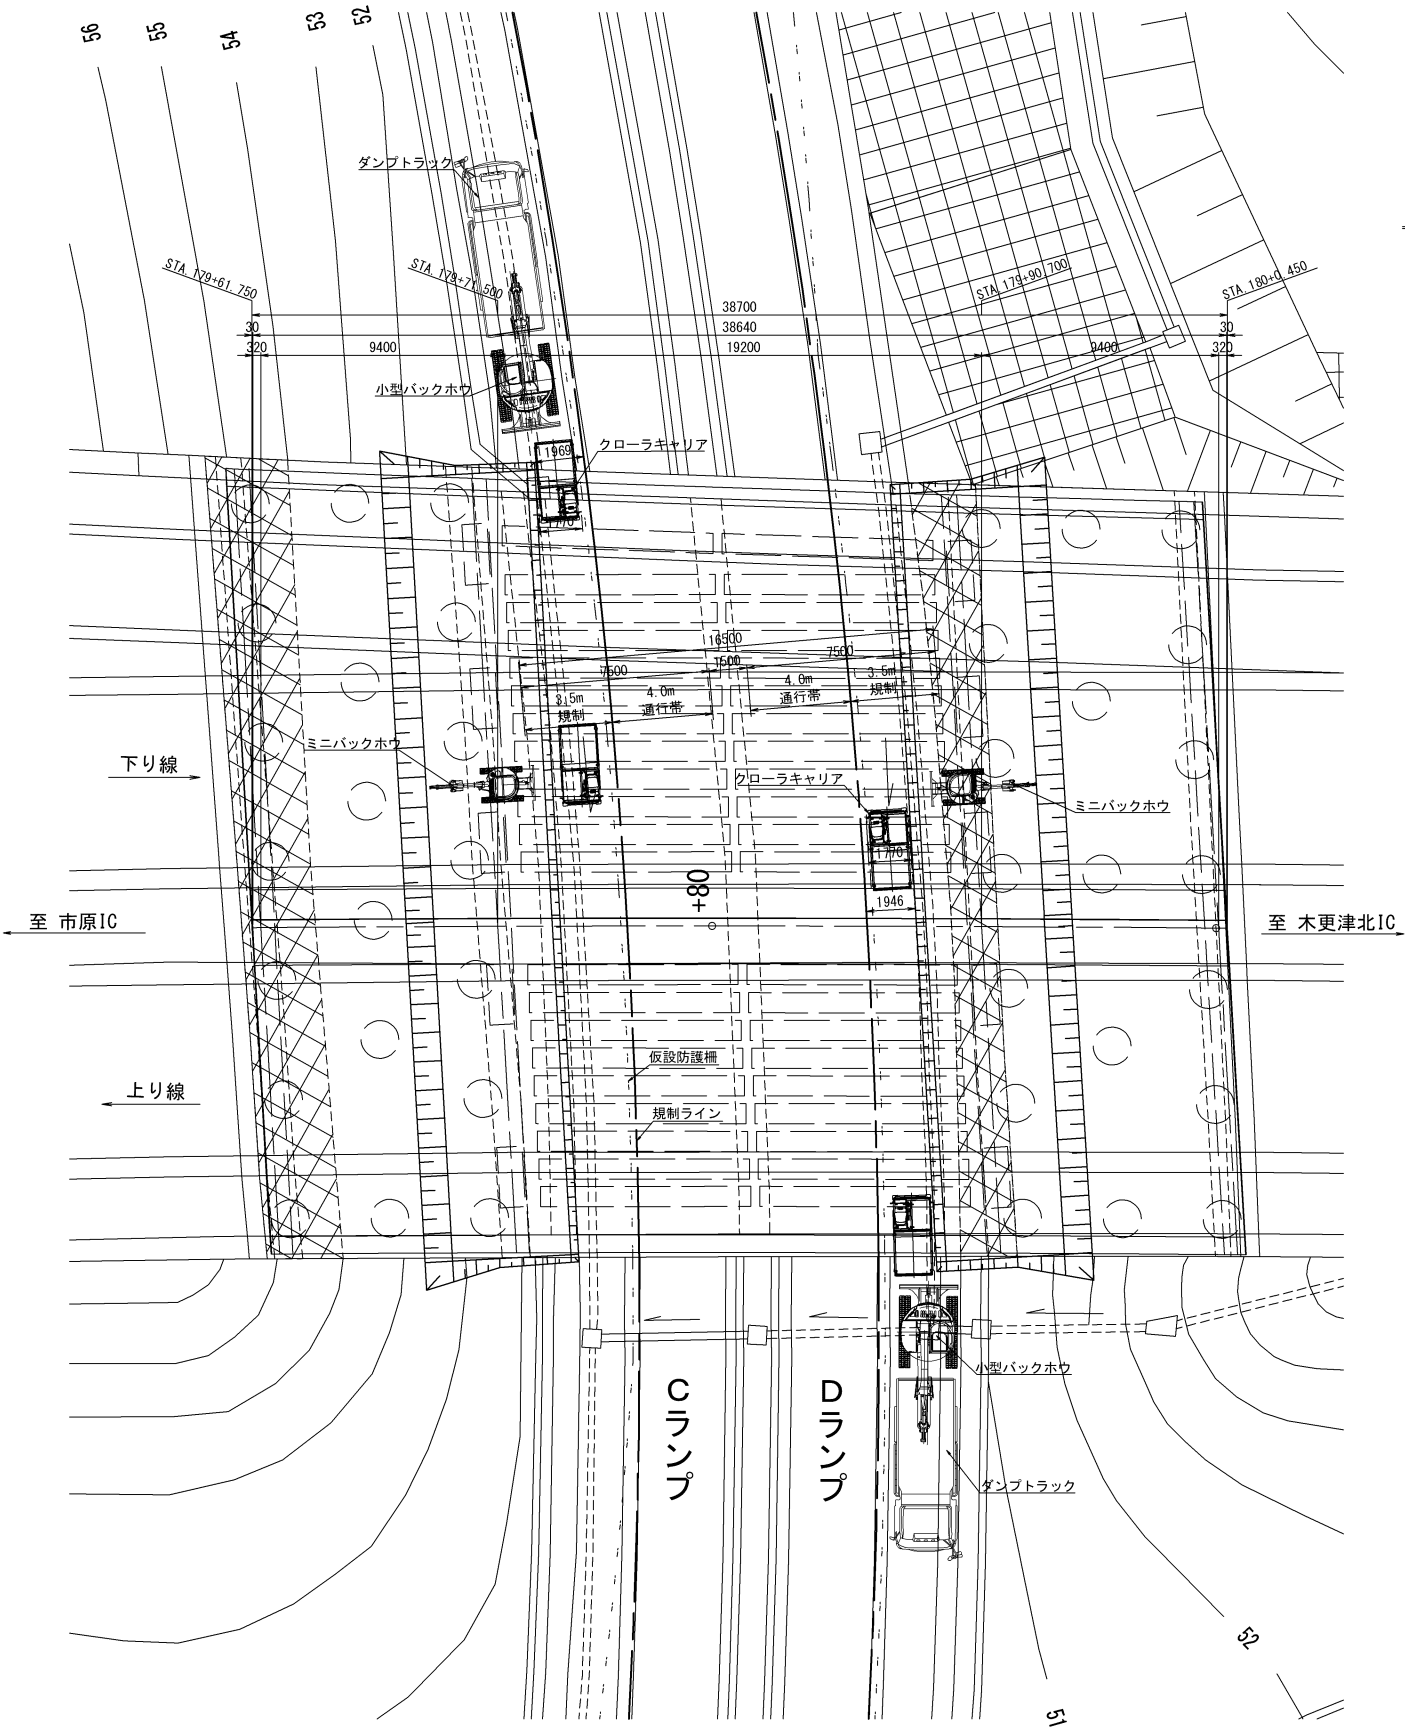 56
55
54
53
52
ダンプトラック
STA.179+61.750
STA.179+71.500
STA.179+90.700
STA.180+0.450
38700
30
38640
30
320
9400
19200
9400
320
小型バックホウ
クローラキャリア
1969
1770
16500
7500
1500
7500
3.5m
規制
4.0m
通行帯
4.0m
通行帯
3.5m
規制
ミニバックホウ
下り線
クローラキャリア
ミニバックホウ
1770
1946
+80
至 市原IC
至 木更津北IC
仮設防護柵
上り線
規制ライン
小型バックホウ
Cランプ
Dランプ
ダンプトラック
52
51